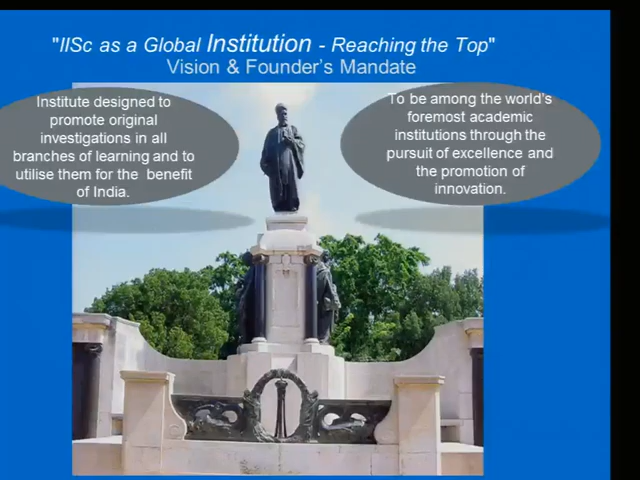 "IISc as a Global Institution - Reaching the Top"
Vision & Founder's Mandate
Institute designed to
promote original
investigations in all
branches of learning and to
utilise them for the benefit
of India.
To be among the world's
foremost academic
institutions through the
pursuit of excellence and
the promotion of
innovation.